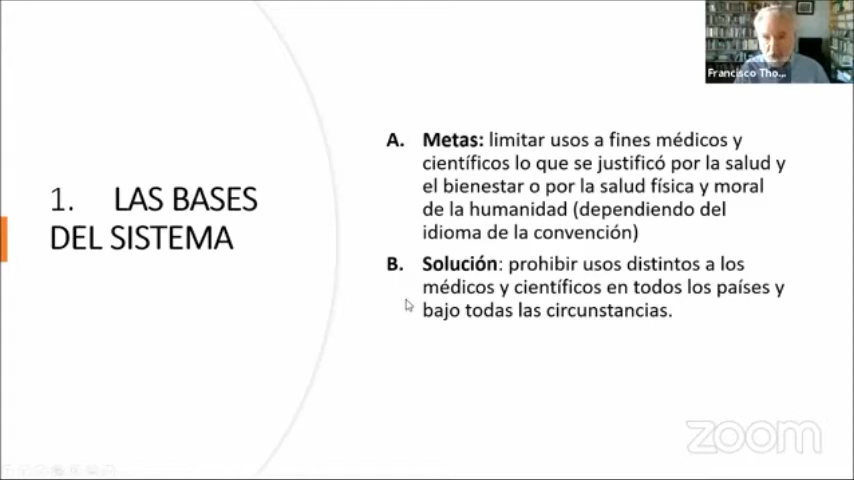 Francisco Tho...
1. LAS BASES
DEL SISTEMA
A. Metas: limitar usos a fines médicos y
científicos lo que se justificó por la salud y
el bienestar o por la salud física y moral
de la humanidad (dependiendo del
idioma de la convención)
B. Solución: prohibir usos distintos a los
médicos y científicos en todos los países y
bajo todas las circunstancias.
zoom